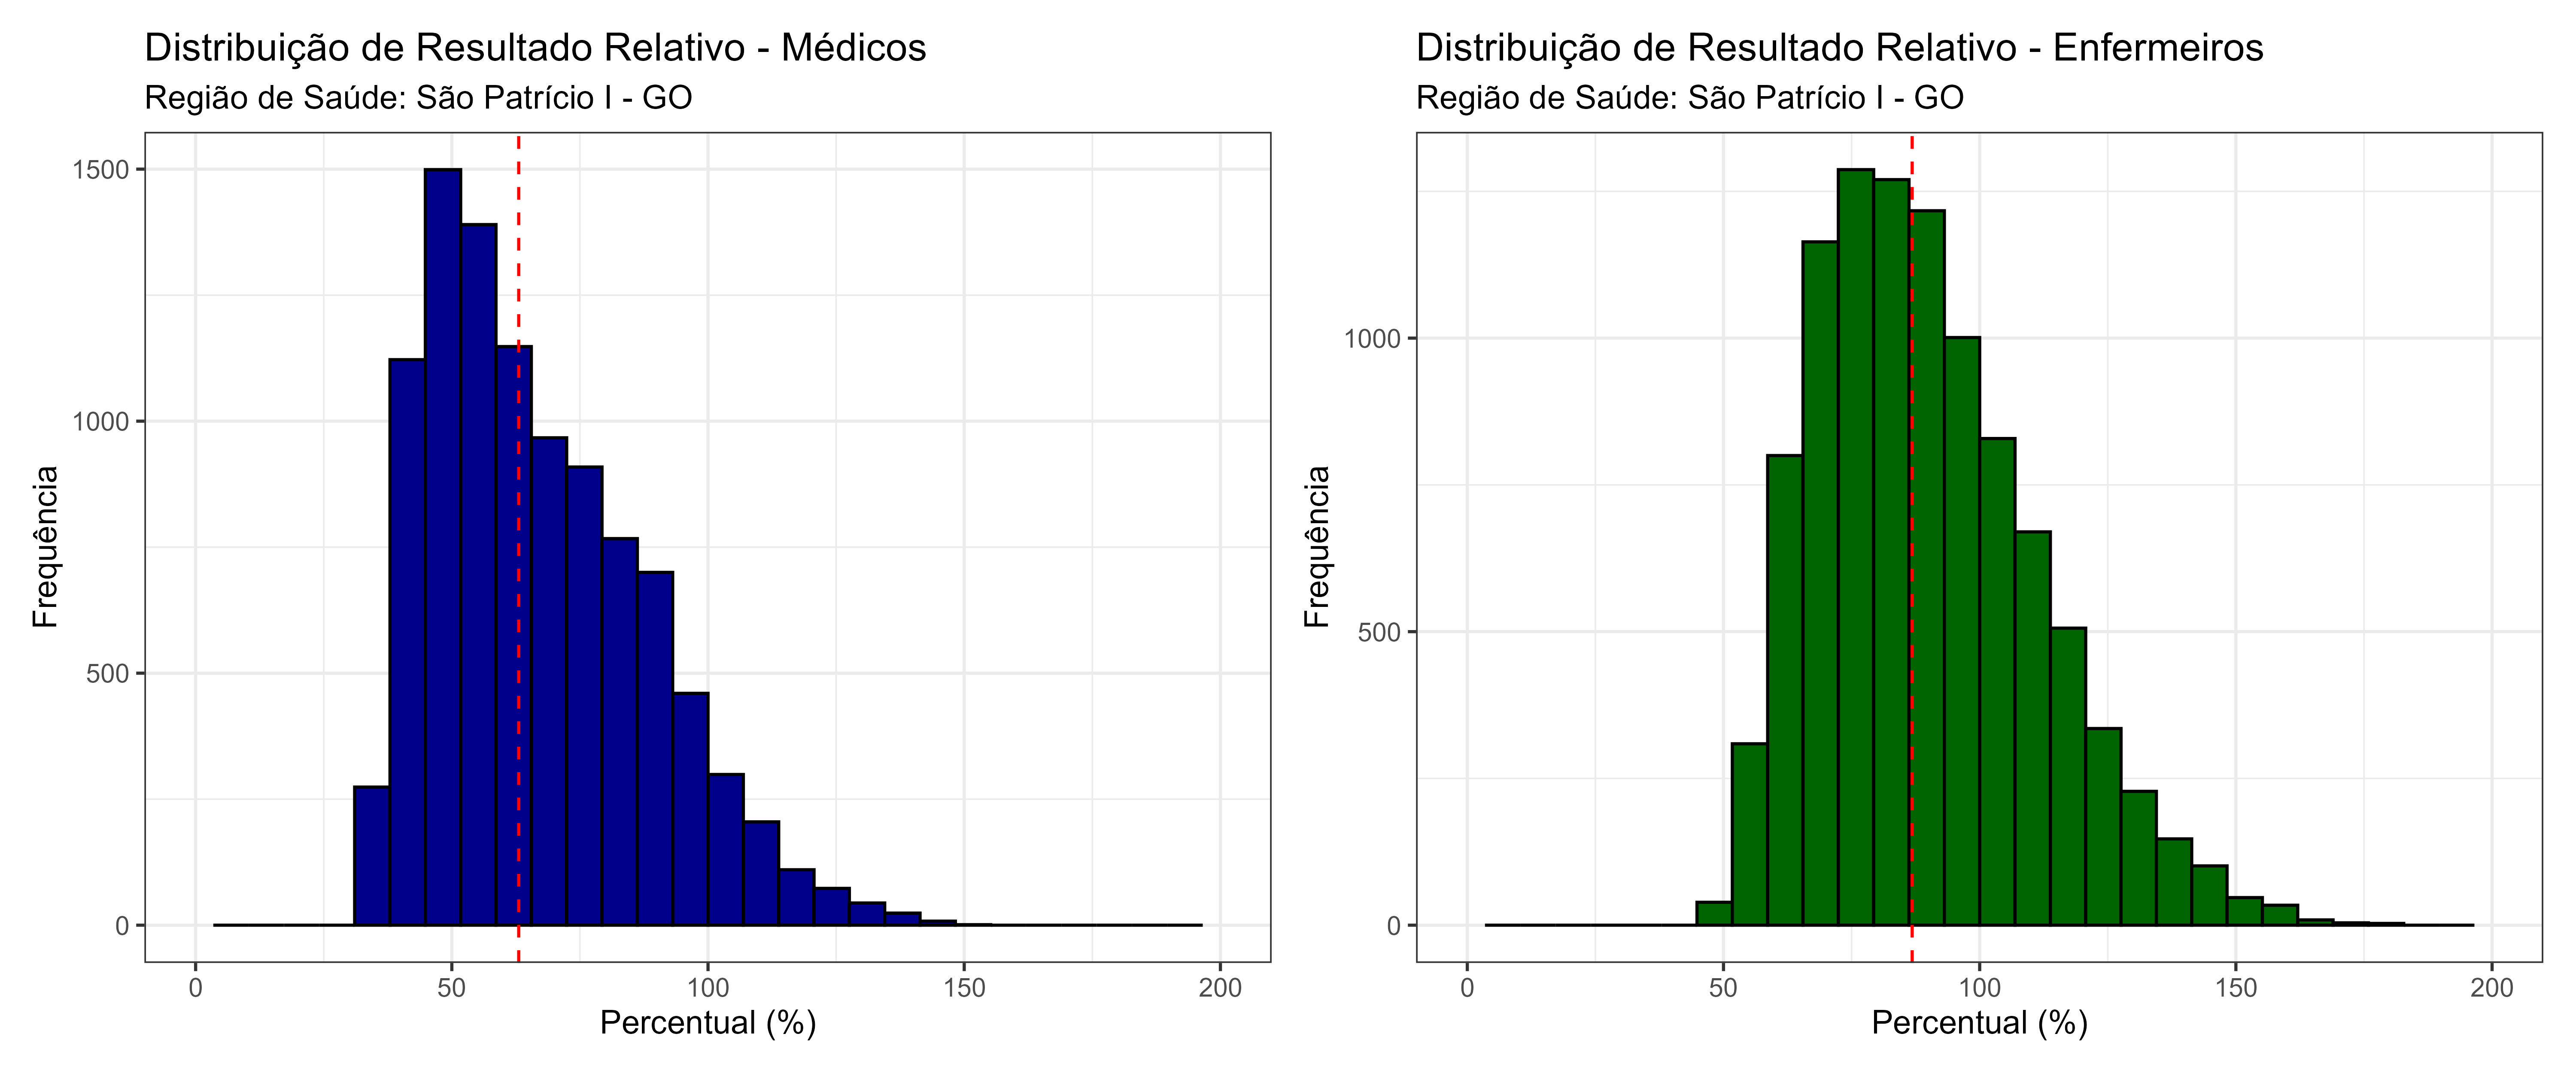 Distribuição de Resultado Relativo - Médicos
Região de Saúde: São Patrício I - GO
1500
1000
500
0
Frequência
0 50 100 150 200
Percentual (%)
Distribuição de Resultado Relativo - Enfermeiros
Região de Saúde: São Patrício I - GO
1000
500
0
Frequência
0 50 100 150 200
Percentual (%)